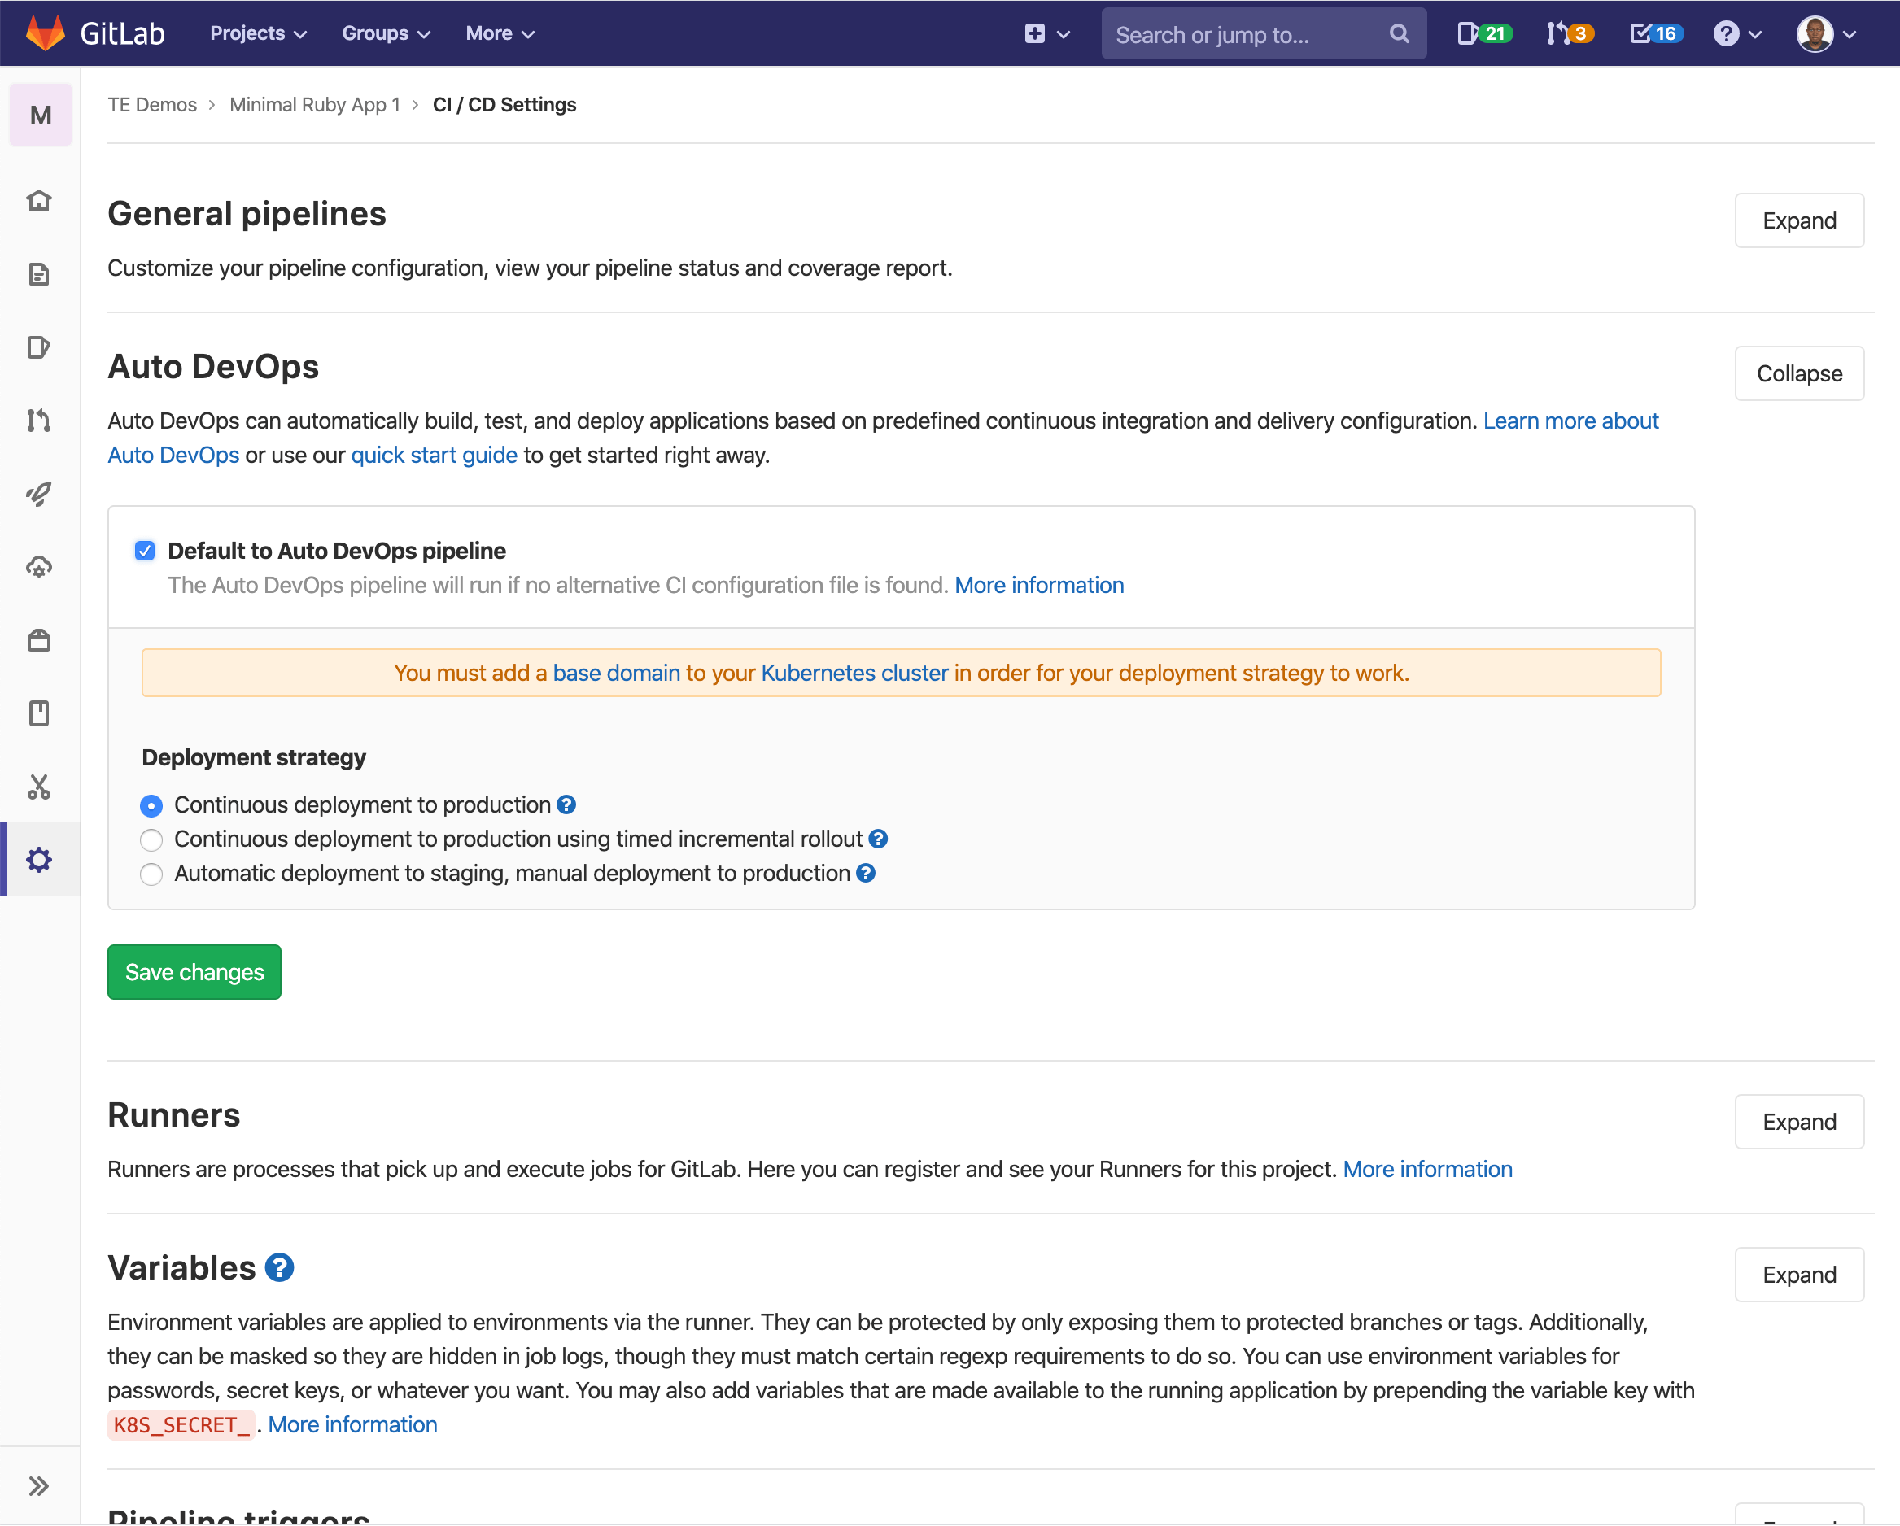 GitLab Projects Groups More Search or jump to... 21 3 16
M
TE Demos > Minimal Ruby App 1 > CI / CD Settings
General pipelines
Expand
Customize your pipeline configuration, view your pipeline status and coverage report.
Auto DevOps
Collapse
Auto DevOps can automatically build, test, and deploy applications based on predefined continuous integration and delivery configuration. Learn more about
Auto DevOps or use our quick start guide to get started right away.
Default to Auto DevOps pipeline
The Auto DevOps pipeline will run if no alternative CI configuration file is found. More information
You must add a base domain to your Kubernetes cluster in order for your deployment strategy to work.
Deployment strategy
Continuous deployment to production
Continuous deployment to production using timed incremental rollout
Automatic deployment to staging, manual deployment to production
Save changes
Runners
Expand
Runners are processes that pick up and execute jobs for GitLab. Here you can register and see your Runners for this project. More information
Variables
Expand
Environment variables are applied to environments via the runner. They can be protected by only exposing them to protected branches or tags. Additionally,
they can be masked so they are hidden in job logs, though they must match certain regexp requirements to do so. You can use environment variables for
passwords, secret keys, or whatever you want. You may also add variables that are made available to the running application by prepending the variable key with
K8S_SECRET_ . More information
Pipeline triggers